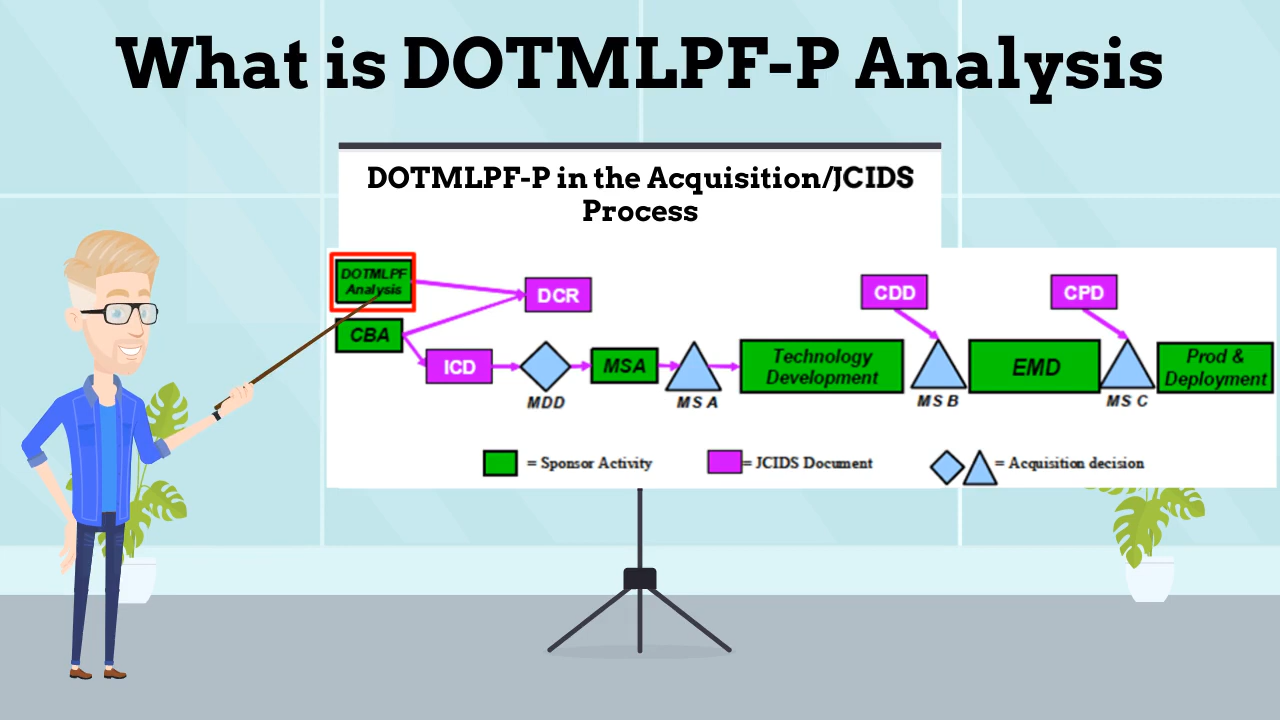 What is DOTMLPF-P Analysis
DOTMLPF-P in the Acquisition/JCIDS
Process
DOTMLPF
Analysis
DCR
CDD
CPD
CBA
ICD
MSA
Technology
Development
EMD
Prod &
Deployment
MDD
MS A
MS B
MS C
= Sponsor Activity
= JCIDS Document
= Acquisition decision